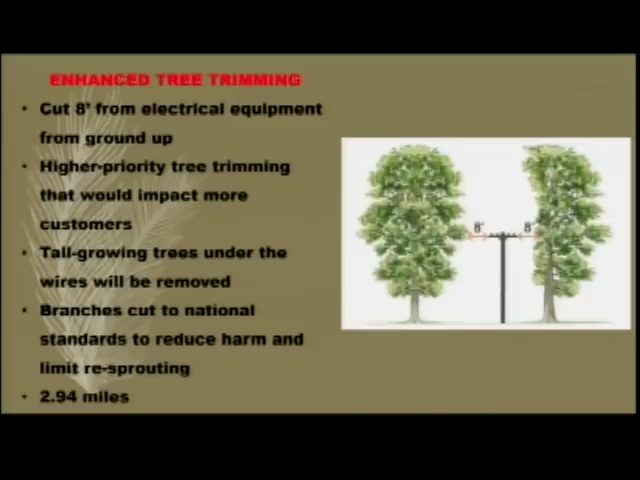 ENHANCED TREE TRIMMING
• Cut 8' from electrical equipment
from ground up
• Higher-priority tree trimming
that would impact more
customers
• Tall-growing trees under the
wires will be removed
• Branches cut to national
standards to reduce harm and
limit re-sprouting
• 2.94 miles
8' 8'